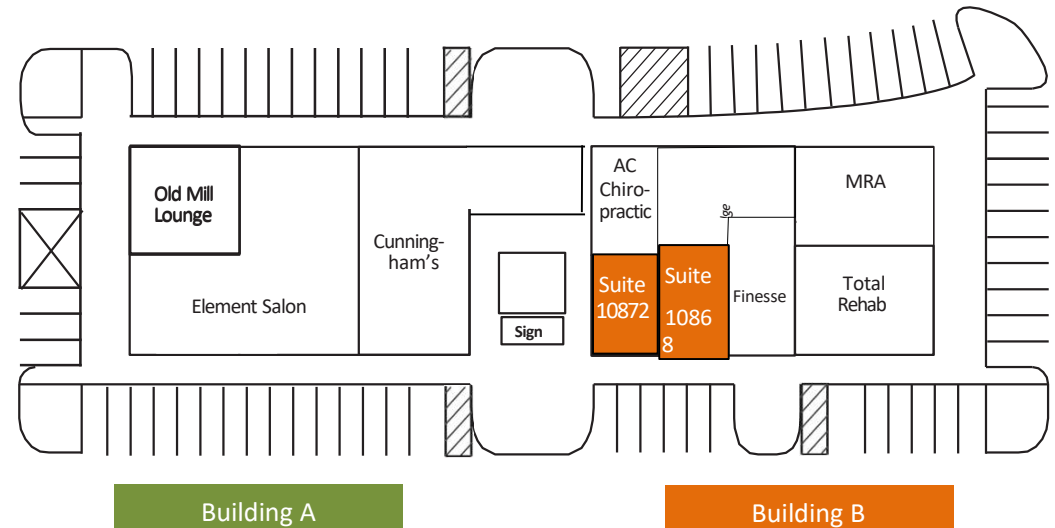 Old Mill
Lounge
Element Salon
Cunning-
ham's
Sign
AC
Chiro-
practic
Suite
10872
Suite
1086
8
ge
Finesse
MRA
Total
Rehab
Building A
Building B